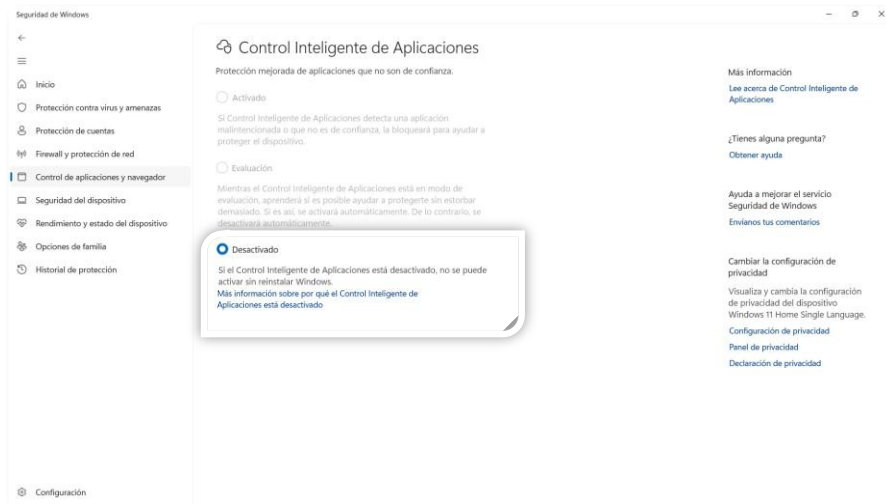 Seguridad de Windows
Inicio
Protección contra virus y amenazas
Protección de cuentas
Firewall y protección de red
Control de aplicaciones y navegador
Seguridad del dispositivo
Rendimiento y estado del dispositivo
Opciones de familia
Historial de protección
Configuración
Control Inteligente de Aplicaciones
Protección mejorada de aplicaciones que no son de confianza.
Activado
Si Control Inteligente de Aplicaciones detecta una aplicación
malintencionada o que no es de confianza, la bloqueará para ayudar a
proteger el dispositivo.
Evaluación
Mientras el Control Inteligente de Aplicaciones está en modo de
evaluación, aprenderá si es posible ayudar a protegerte sin estorbar
demasiado. Si es así, se activará automáticamente. De lo contrario, se
desactivará automáticamente.
Desactivado
Si el Control Inteligente de Aplicaciones está desactivado, no se puede
activar sin reinstalar Windows.
Más información sobre por qué el Control Inteligente de
Aplicaciones está desactivado
Más información
Lee acerca de Control Inteligente de
Aplicaciones
¿Tienes alguna pregunta?
Obtener ayuda
Ayuda a mejorar el servicio
Seguridad de Windows
Envíanos tus comentarios
Cambiar la configuración de
privacidad
Visualiza y cambia la configuración
de privacidad del dispositivo
Windows 11 Home Single Language.
Configuración de privacidad
Panel de privacidad
Declaración de privacidad